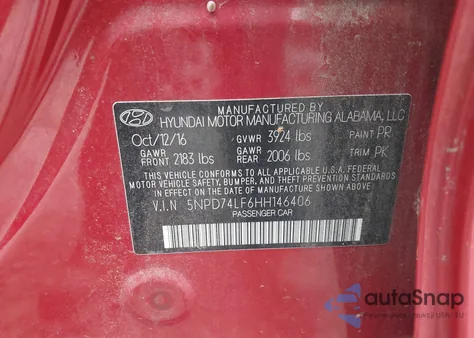 MANUFACTURED BY
HYUNDAI MOTOR MANUFACTURING ALABAMA, LLC
Oct/12/16 GVWR 3924 lbs PAINT PR
GAWR FRONT 2183 lbs GAWR REAR 2006 lbs TRIM PK
THIS VEHICLE CONFORMS TO ALL APPLICABLE U.S.A. FEDERAL
MOTOR VEHICLE SAFETY, BUMPER, AND THEFT PREVENTION
STANDARDS IN EFFECT ON THE DATE OF MANUFACTURE SHOWN ABOVE.
V.I.N 5NPD74LF6HH146406
PASSENGER CAR
autaSnap